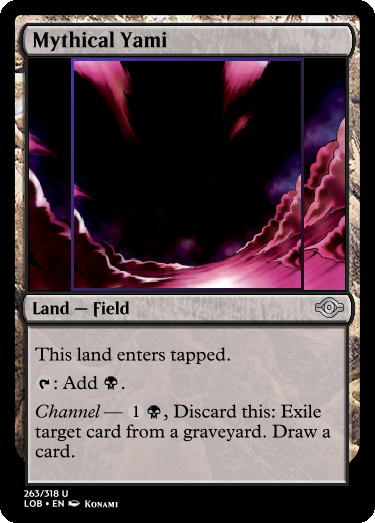 Mythical Yami
Land — Field
This land enters tapped.
: Add .
Channel — 1 , Discard this: Exile
target card from a graveyard. Draw a
card.
263/318 U
LOB • EN Konami